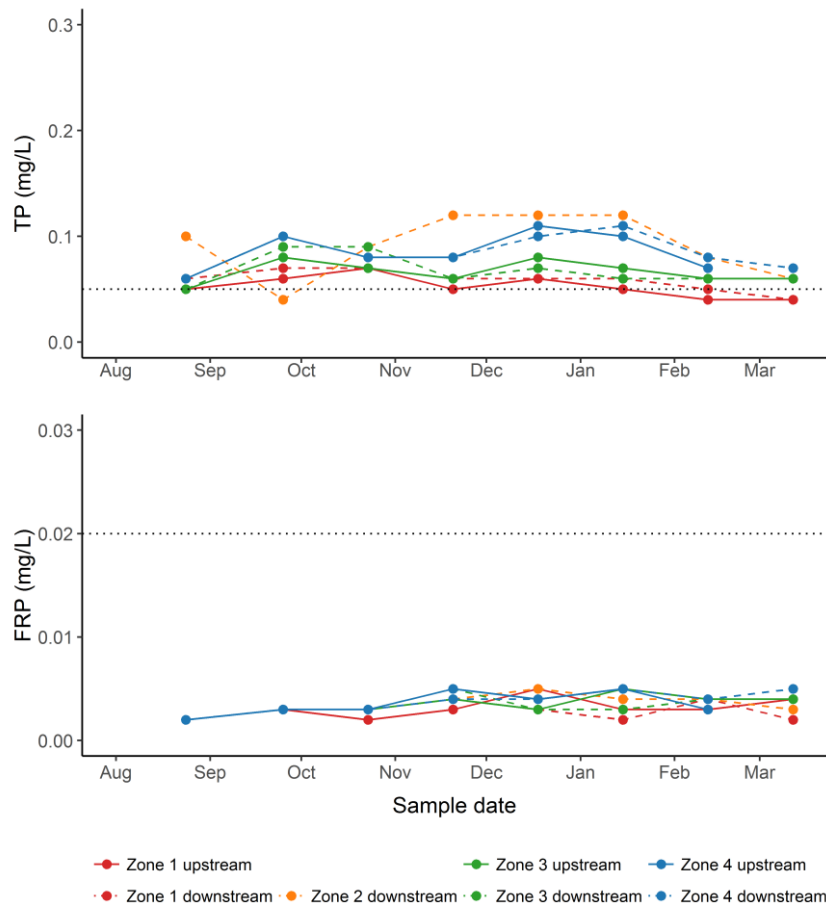 TP (mg/L)
0.3
0.2
0.1
0.0
Aug Sep Oct Nov Dec Jan Feb Mar
FRP (mg/L)
0.03
0.02
0.01
0.00
Aug Sep Oct Nov Dec Jan Feb Mar
Sample date
Zone 1 upstream Zone 3 upstream Zone 4 upstream
Zone 1 downstream Zone 2 downstream Zone 3 downstream Zone 4 downstream